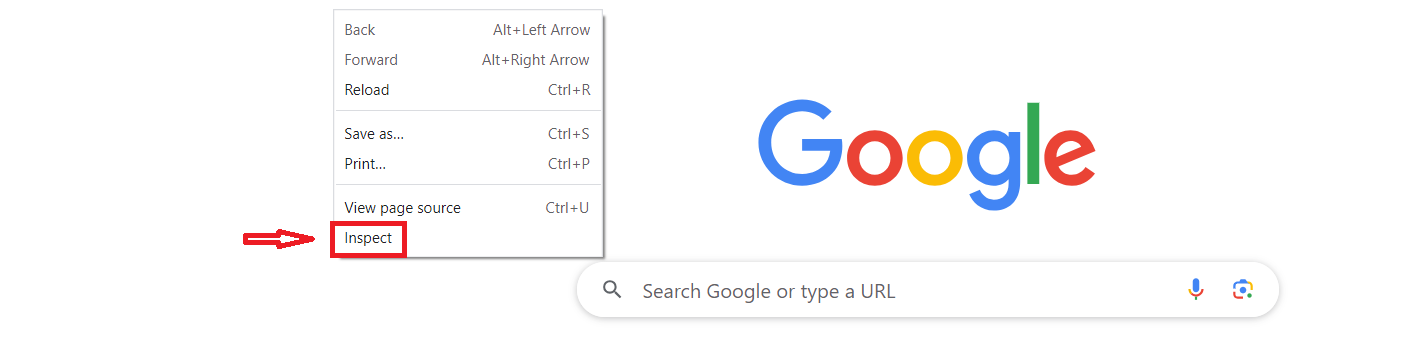 Back Alt+Left Arrow
Forward Alt+Right Arrow
Reload Ctrl+R
Save as... Ctrl+S
Print... Ctrl+P
View page source Ctrl+U
Inspect
Google
Search Google or type a URL